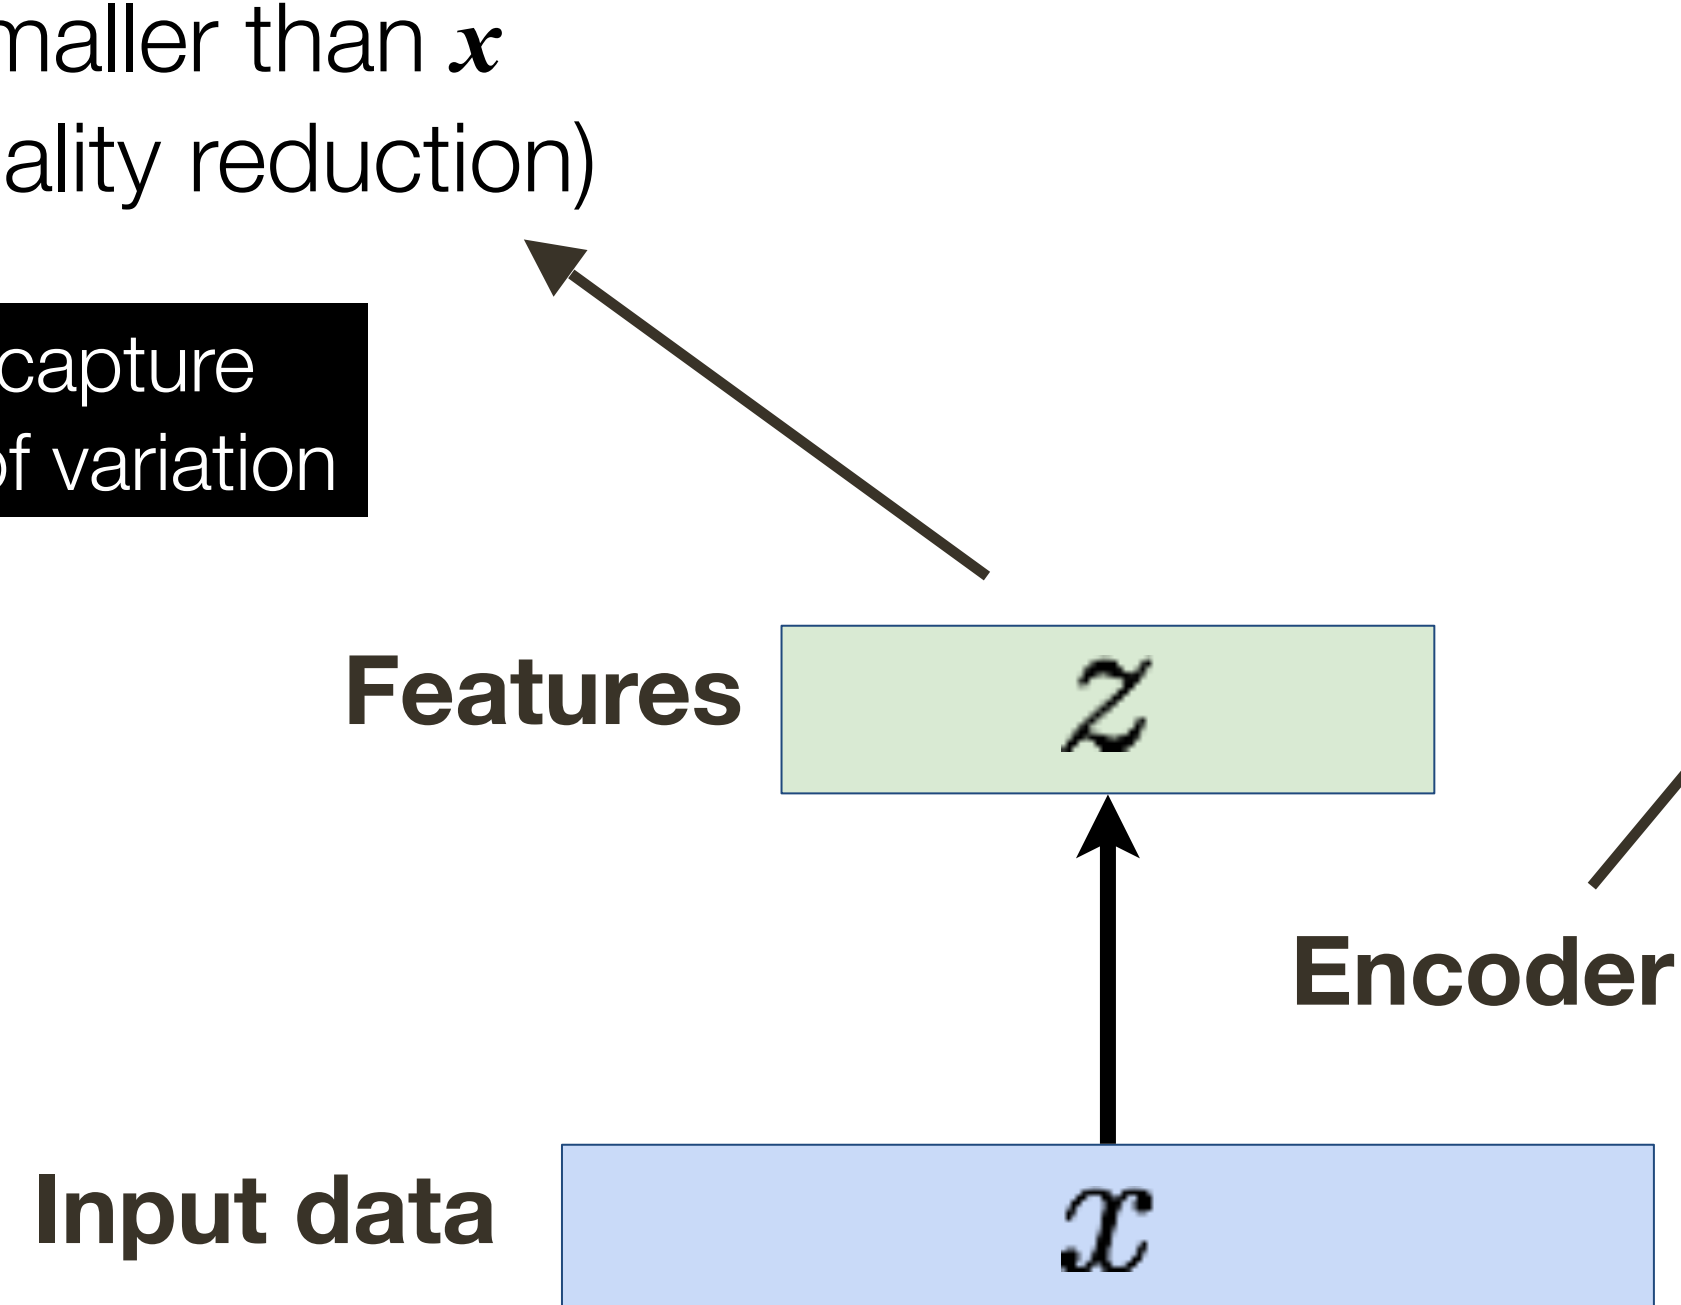 maller than x
ality reduction)
capture
of variation
Features
z
Encoder
Input data
x